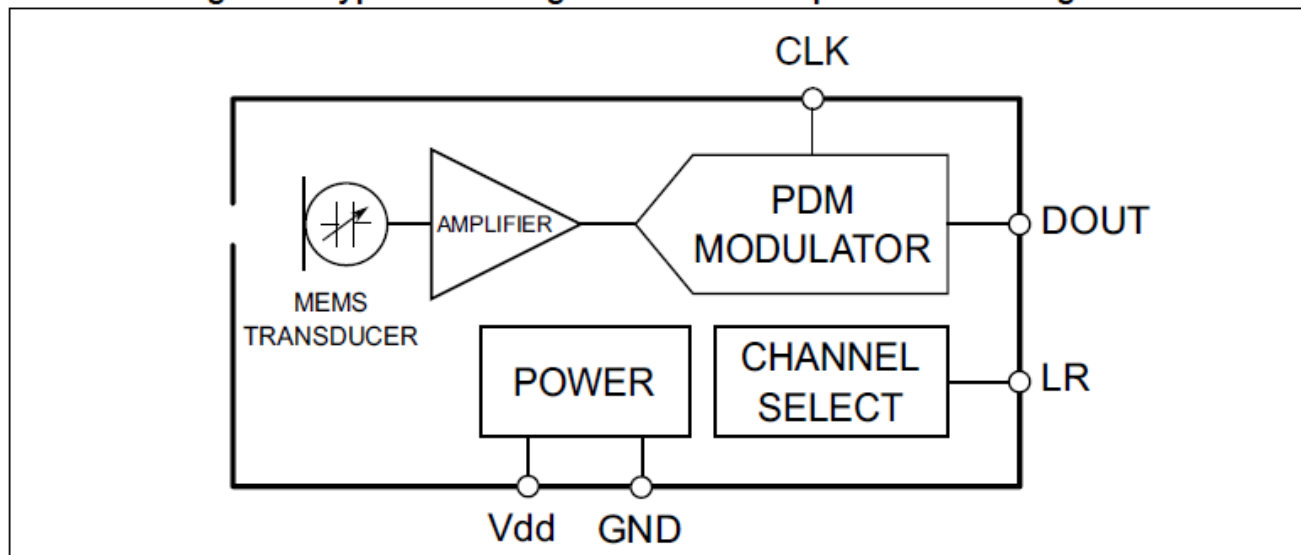 CLK
AMPLIFIER
PDM
MODULATOR
DOUT
MEMS
TRANSDUCER
POWER
CHANNEL
SELECT
LR
Vdd
GND